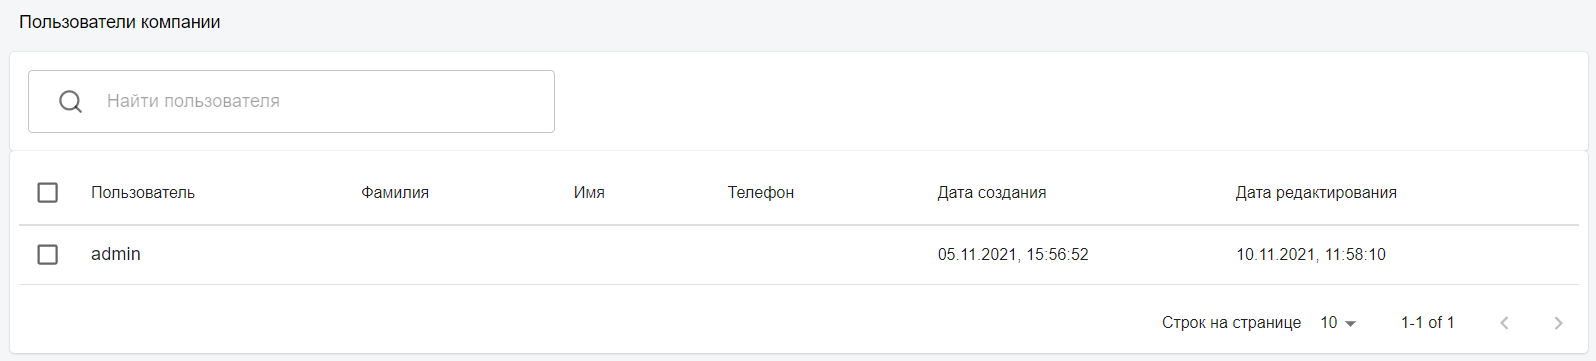 Пользователи компании
Найти пользователя
Пользователь Фамилия Имя Телефон Дата создания Дата редактирования
admin 05.11.2021, 15:56:52 10.11.2021, 11:58:10
Строк на странице 10 1-1 of 1